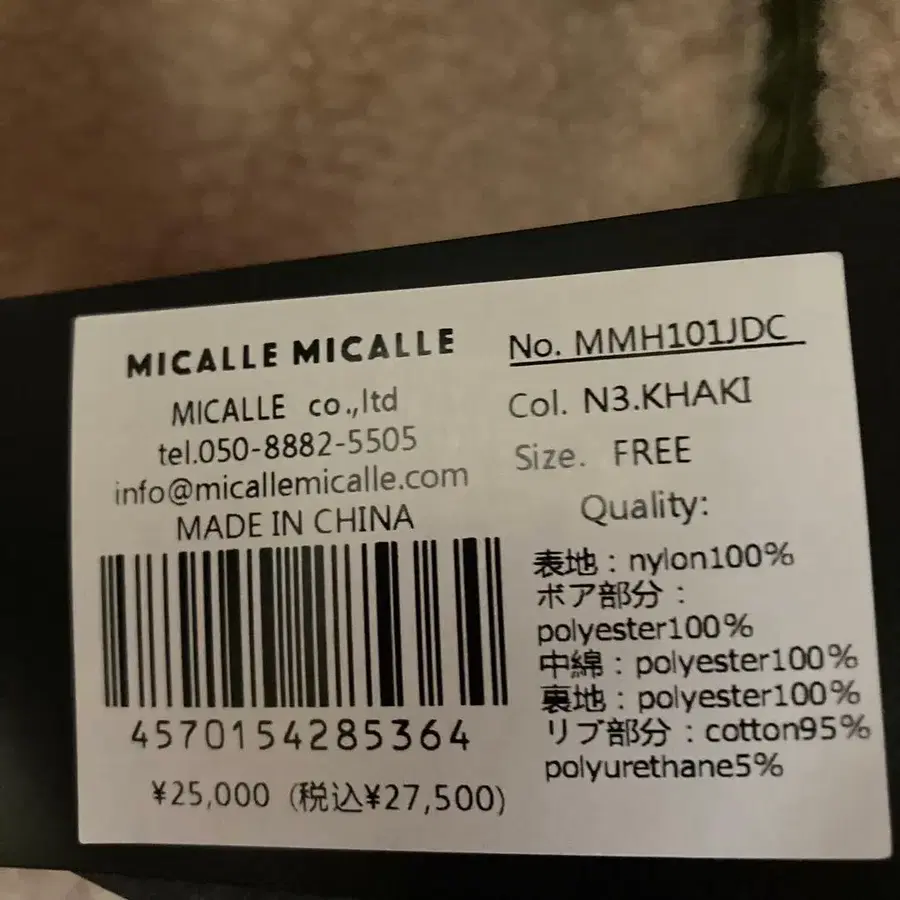 MICALLE MICALLE
MICALLE co.,ltd
tel.050-8882-5505
info@micallemicalle.com
MADE IN CHINA
4570154285364
¥25,000 (税込¥27,500)
No. MMH101JDC
Col. N3.KHAKI
Size. FREE
Quality:
表地：nylon100%
ボア部分：
polyester100%
中綿：polyester100%
裏地：polyester100%
リブ部分：cotton95%
polyurethane5%